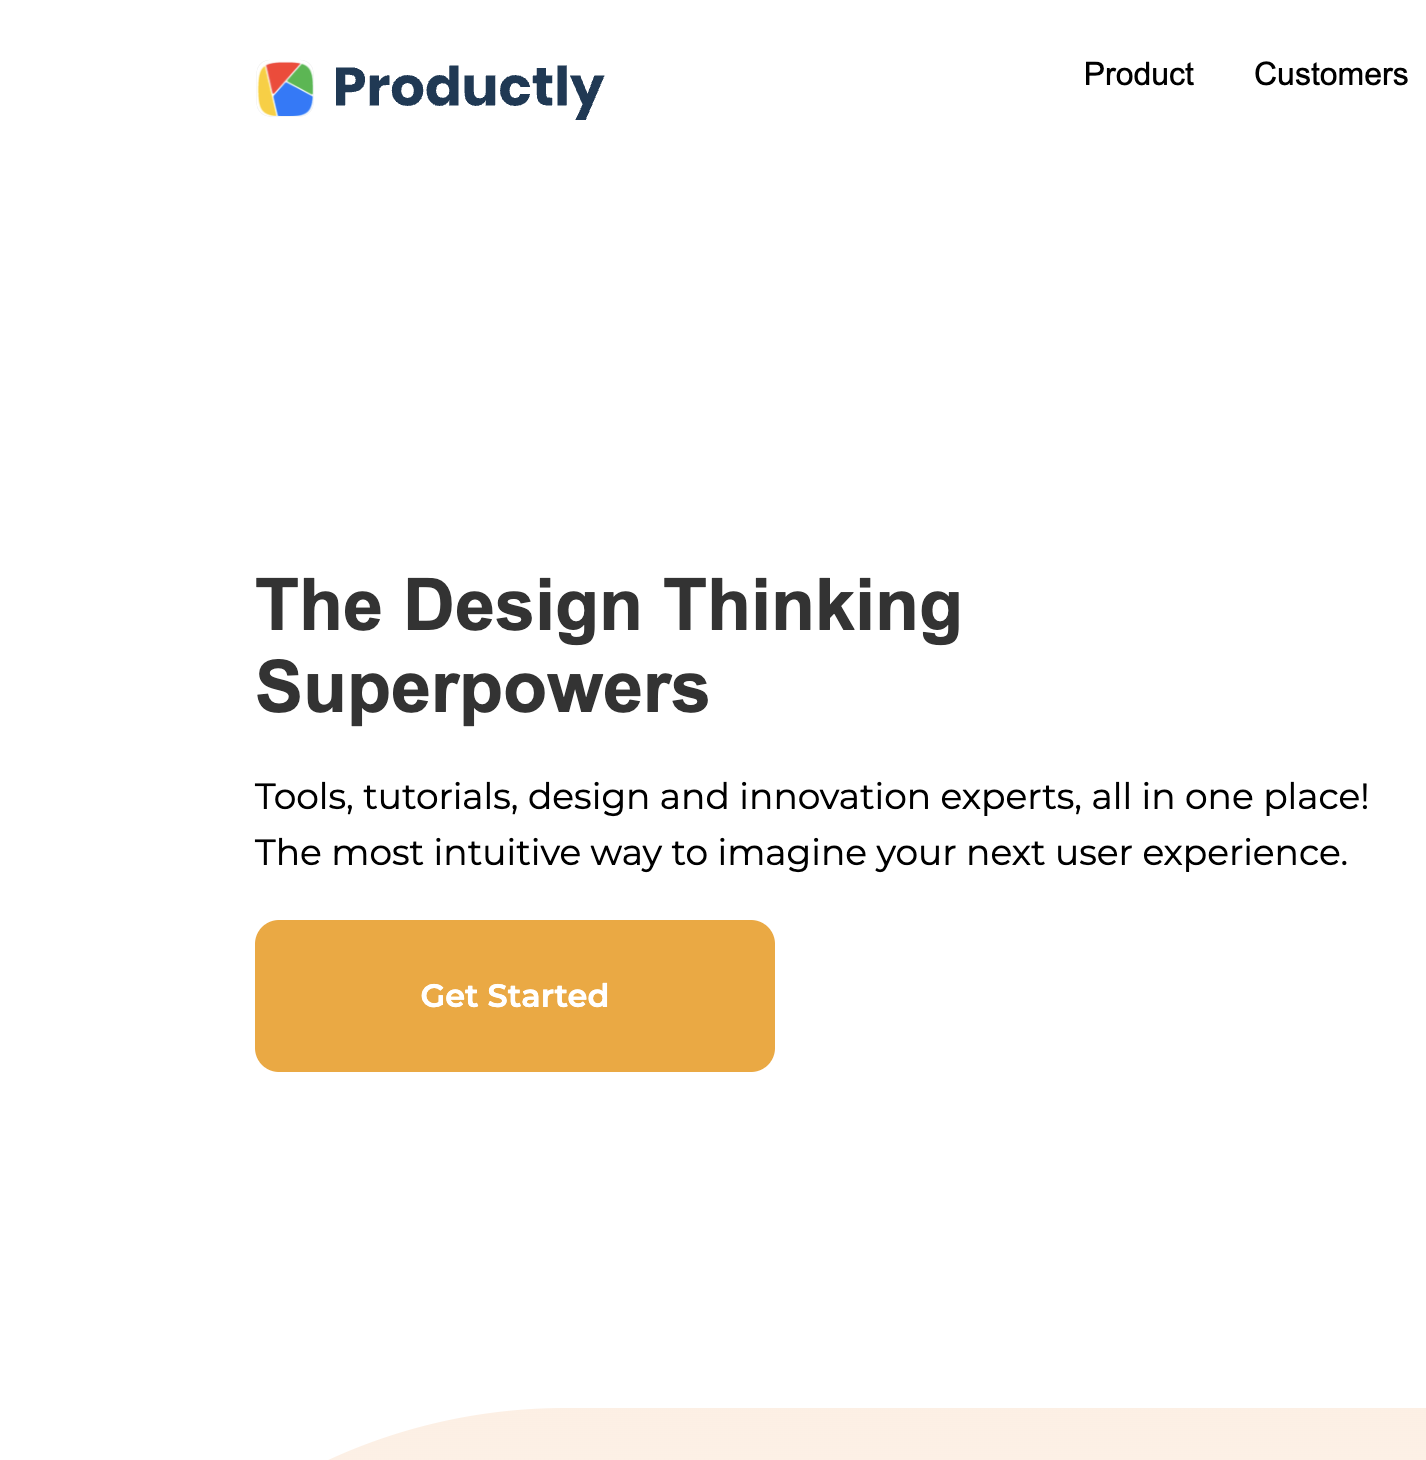 Productly
Product
Customers
The Design Thinking
Superpowers
Tools, tutorials, design and innovation experts, all in one place!
The most intuitive way to imagine your next user experience.
Get Started